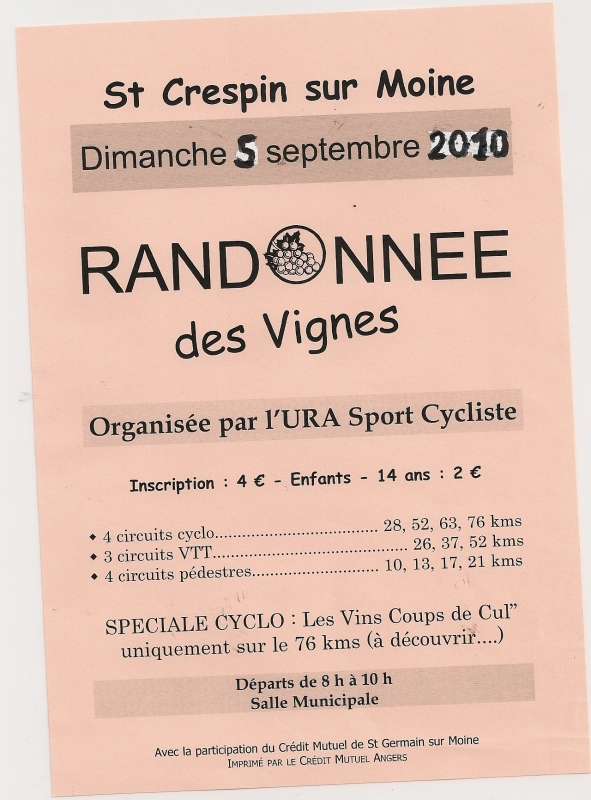 St Crespin sur Moine
Dimanche 5 septembre 2010
RANDONNEE
des Vignes
Organisée par l'URA Sport Cycliste
Inscription : 4 € - Enfants - 14 ans : 2 €
◆ 4 circuits cyclo.................................... 28, 52, 63, 76 kms
◆ 3 circuits VTT........................................... 26, 37, 52 kms
◆ 4 circuits pédestres............................ 10, 13, 17, 21 kms
SPECIALE CYCLO : Les Vins Coups de Cul"
uniquement sur le 76 kms (à découvrir....)
Départs de 8 h à 10 h
Salle Municipale
Avec la participation du Crédit Mutuel de St Germain sur Moine
IMPRIMÉ PAR LE CRÉDIT MUTUEL ANGERS